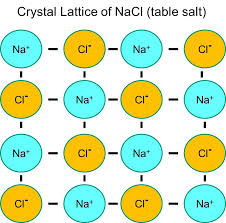 Crystal Lattice of NaCl (table salt)
Na⁺ Cl⁻ Na⁺ Cl⁻
Cl⁻ Na⁺ Cl⁻ Na⁺
Na⁺ Cl⁻ Na⁺ Cl⁻
Cl⁻ Na⁺ Cl⁻ Na⁺